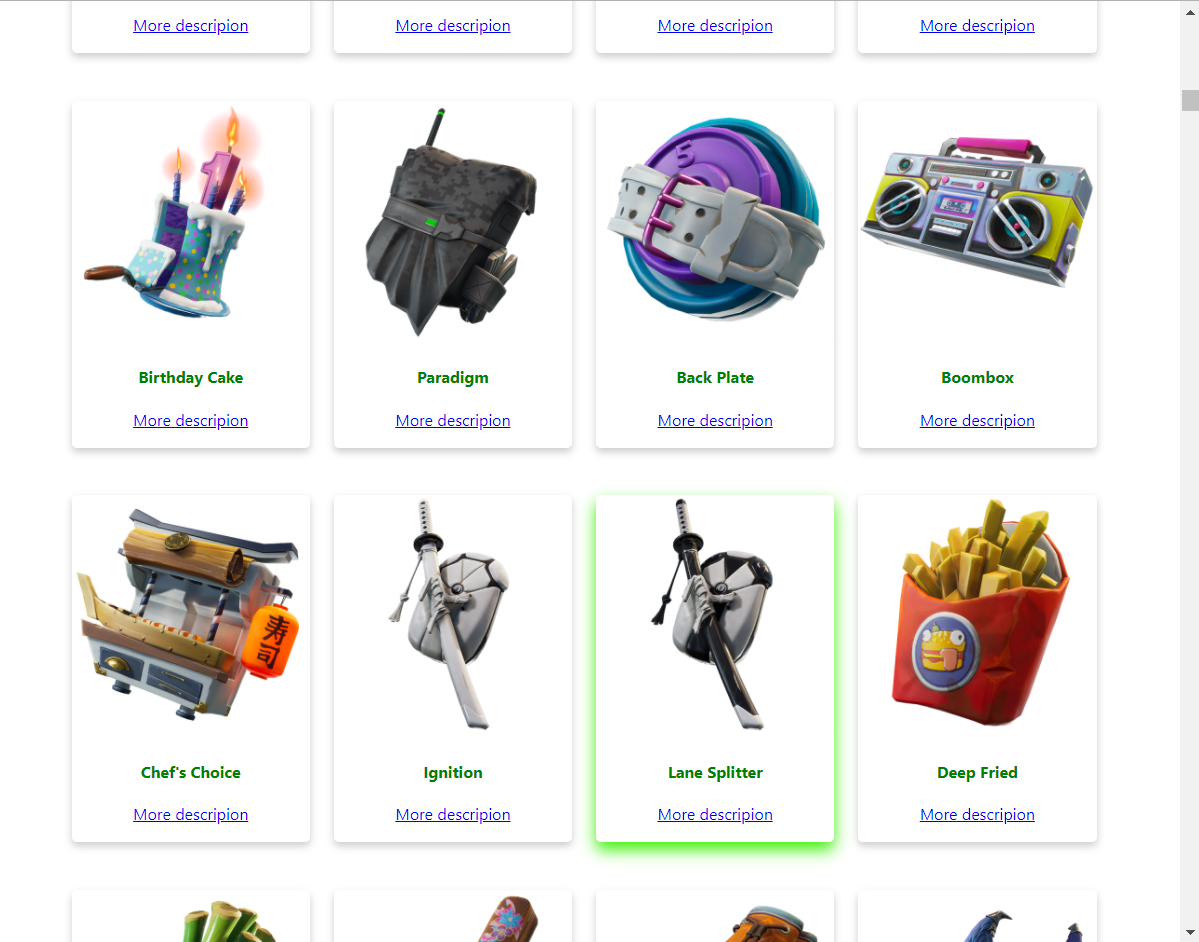 More descripion
More descripion
More descripion
More descripion
1
5
Birthday Cake
Paradigm
Back Plate
Boombox
More descripion
More descripion
More descripion
More descripion
寿司
Chef's Choice
Ignition
Lane Splitter
Deep Fried
More descripion
More descripion
More descripion
More descripion